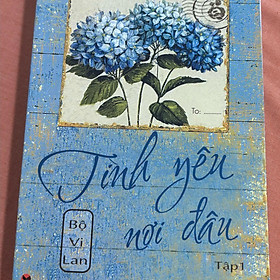 To:
Tình yêu
nơi đâu
Bộ
Vi
Lan
Tập 1